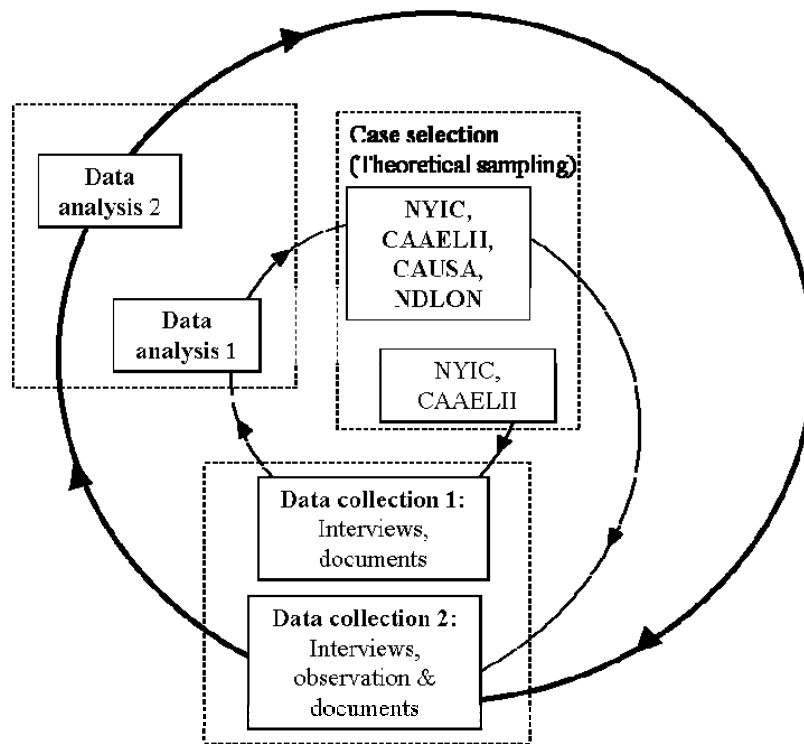 Case selection
(Theoretical sampling)
Data
analysis 2
NYIC,
CAAELII,
CAUSA,
NDLON
Data
analysis 1
NYIC,
CAAELII
Data collection 1:
Interviews,
documents
Data collection 2:
Interviews,
observation &
documents